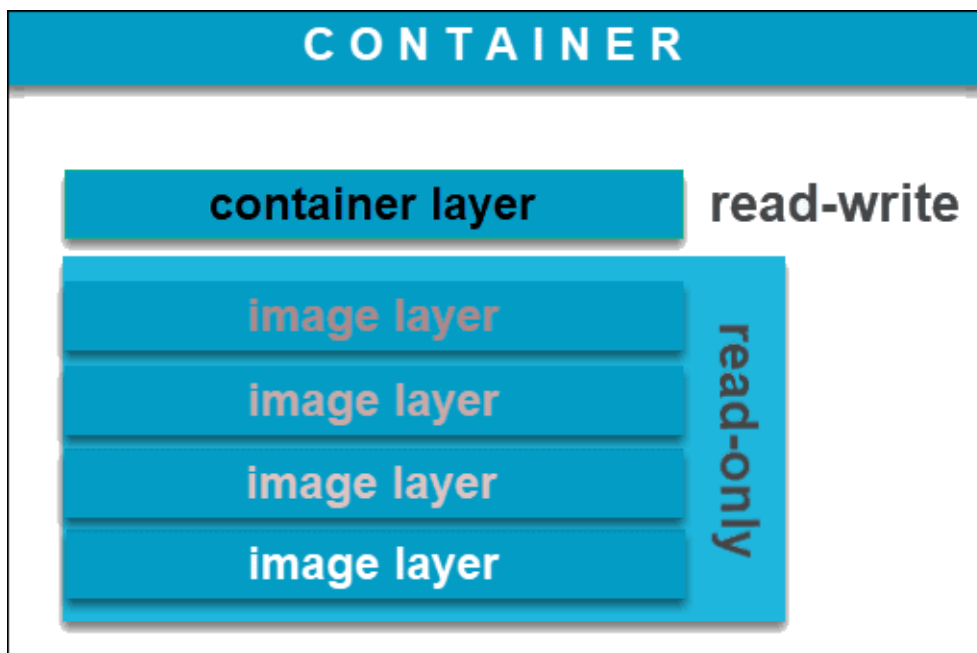 CONTAINER
container layer
read-write
image layer
image layer
image layer
image layer
read-only